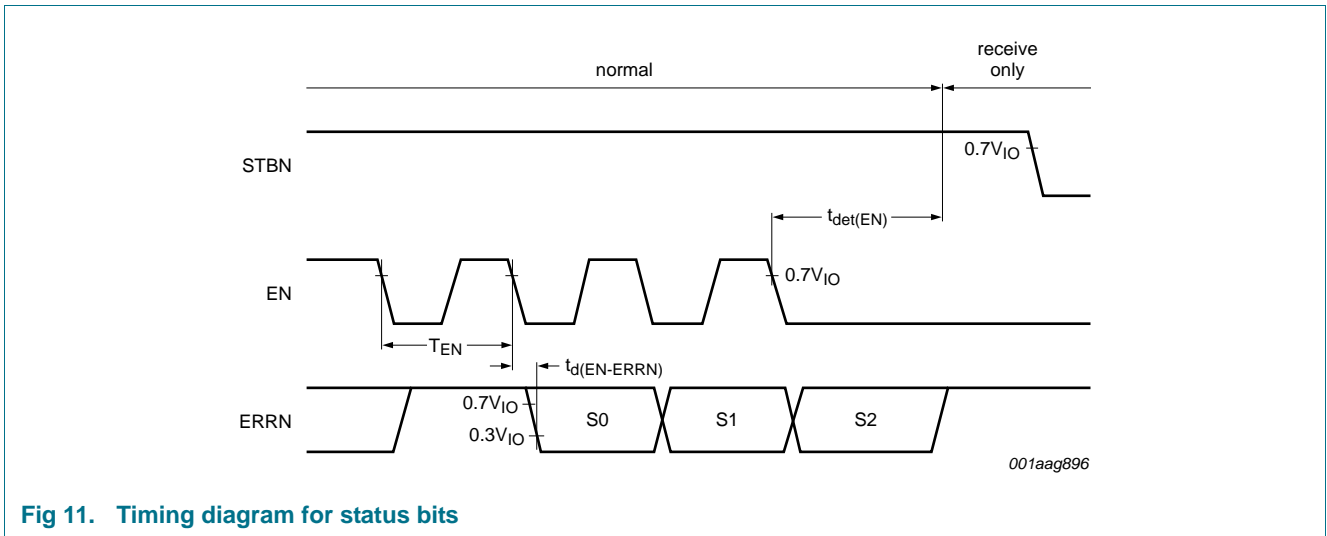 normal
receive
only
STBN
0.7VIO
tdet(EN)
EN
0.7VIO
TEN
td(EN-ERRN)
ERRN
0.7VIO
0.3VIO
S0
S1
S2
001aag896
Fig 11. Timing diagram for status bits